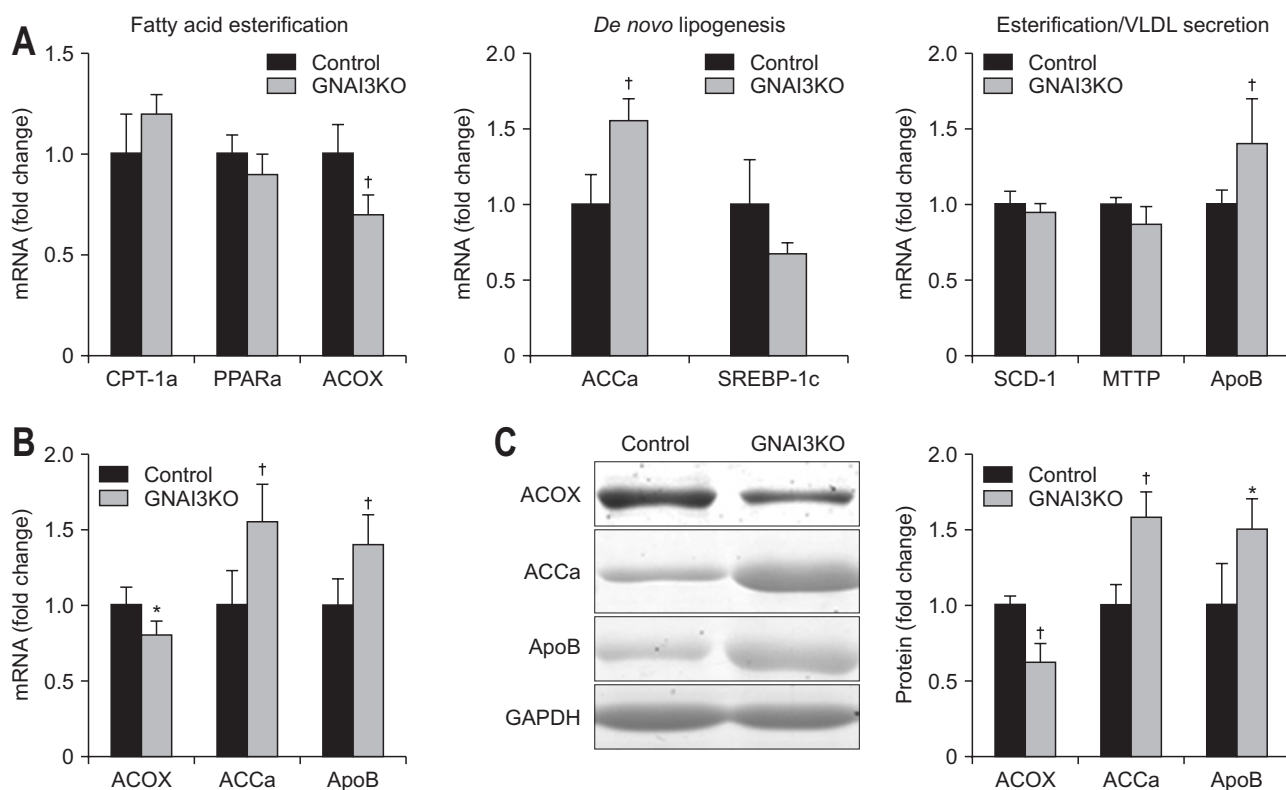 A
Fatty acid esterification
1.5
1.0
0.5
0
mRNA (fold change)
Control
GNAI3KO
†
CPT-1a PPARa ACOX
De novo lipogenesis
2.0
1.5
1.0
0.5
0
mRNA (fold change)
Control
GNAI3KO
†
ACCa SREBP-1c
Esterification/VLDL secretion
2.0
1.5
1.0
0.5
0
mRNA (fold change)
Control
GNAI3KO
†
SCD-1 MTTP ApoB
B
2.0
1.5
1.0
0.5
0
mRNA (fold change)
Control
GNAI3KO
* † †
ACOX ACCa ApoB
C
Control GNAI3KO
ACOX
ACCa
ApoB
GAPDH
2.0
1.5
1.0
0.5
0
Protein (fold change)
Control
GNAI3KO
† † *
ACOX ACCa ApoB